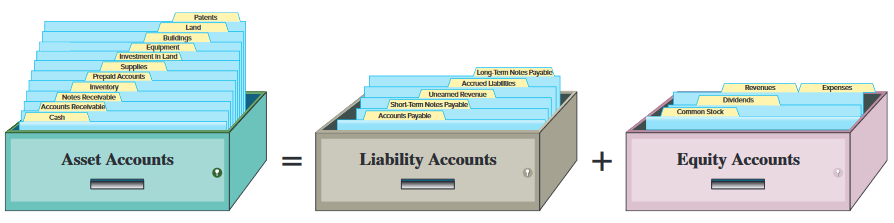 Patents
Land
Buildings
Equipment
Investment in Land
Supplies
Prepaid Accounts
Inventory
Notes Receivable
Accounts Receivable
Cash
Asset Accounts
=
Long-Term Notes Payable
Accrued Liabilities
Unearned Revenue
Short-Term Notes Payable
Accounts Payable
Liability Accounts
+
Revenues Expenses
Dividends
Common Stock
Equity Accounts